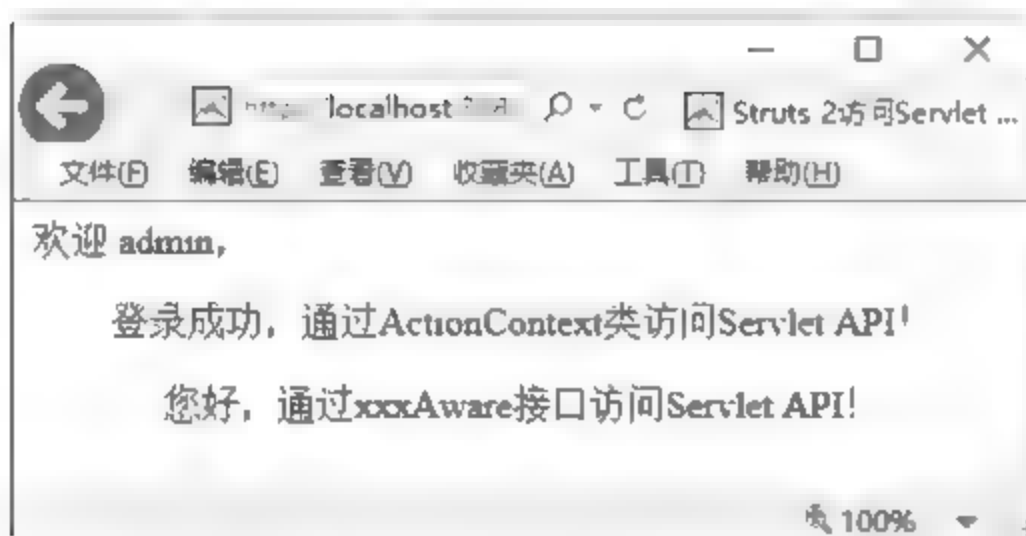 localhost Struts 2访问Servlet ...
文件(F) 编辑(E) 查看(V) 收藏夹(A) 工具(T) 帮助(H)
欢迎 admin,
登录成功，通过ActionContext类访问Servlet API!
您好，通过xxxAware接口访问Servlet API!
100%